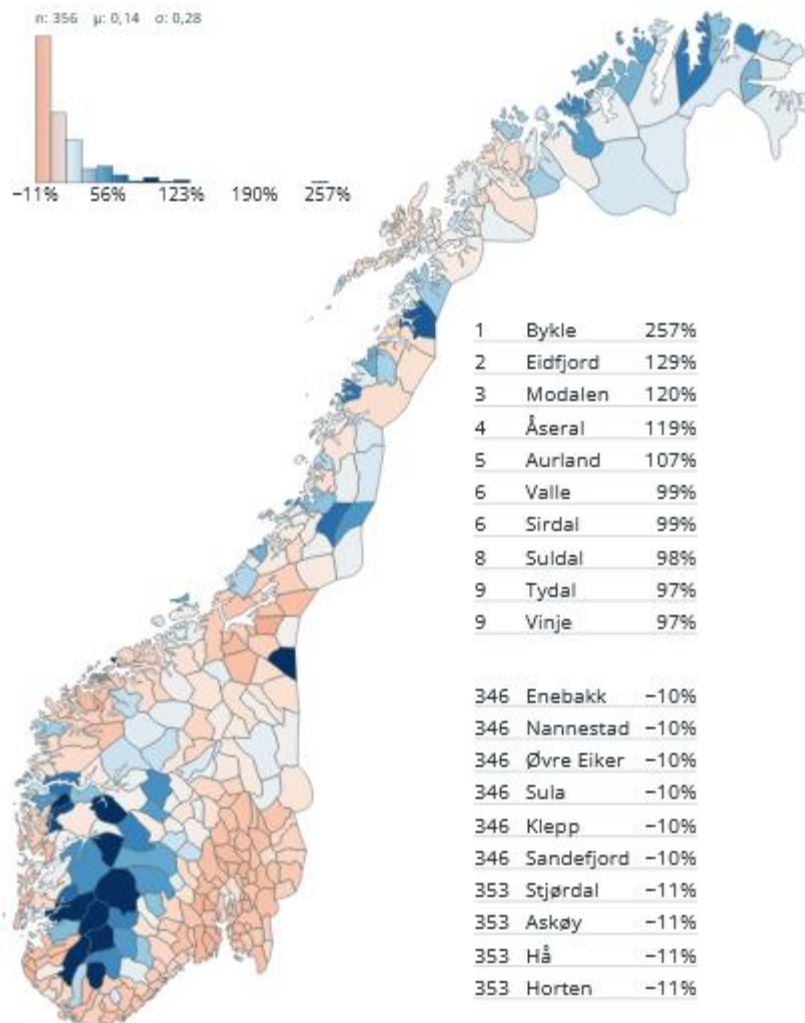 n: 356 μ: 0,14 σ: 0,28
−11% 56% 123% 190% 257%
1 Bykle 257%
2 Eidfjord 129%
3 Modalen 120%
4 Åseral 119%
5 Aurland 107%
6 Valle 99%
6 Sirdal 99%
8 Suldal 98%
9 Tydal 97%
9 Vinje 97%
346 Enebakk −10%
346 Nannestad −10%
346 Øvre Eiker −10%
346 Sula −10%
346 Klepp −10%
346 Sandefjord −10%
353 Stjørdal −11%
353 Askøy −11%
353 Hå −11%
353 Horten −11%